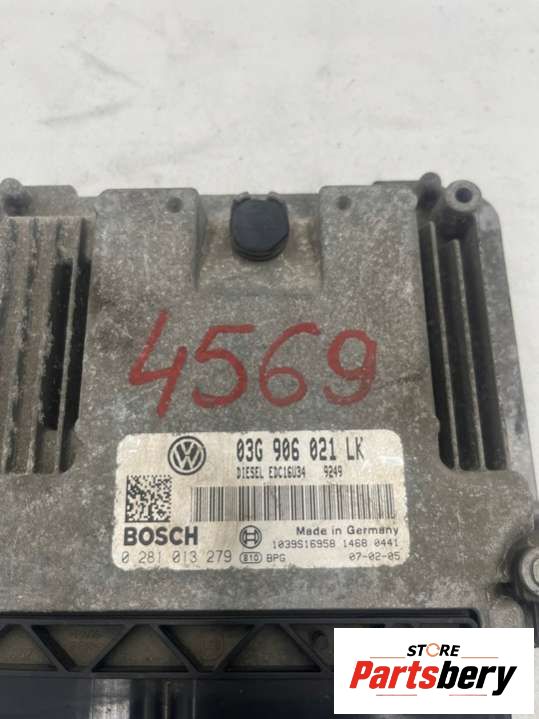 4569
03G 906 021 LK
DIESEL EDC16U34 9249
BOSCH
Made in Germany
0 281 013 279 810 BPG
1039S16958 1468 0441
07-02-05
STORE
Partsbery